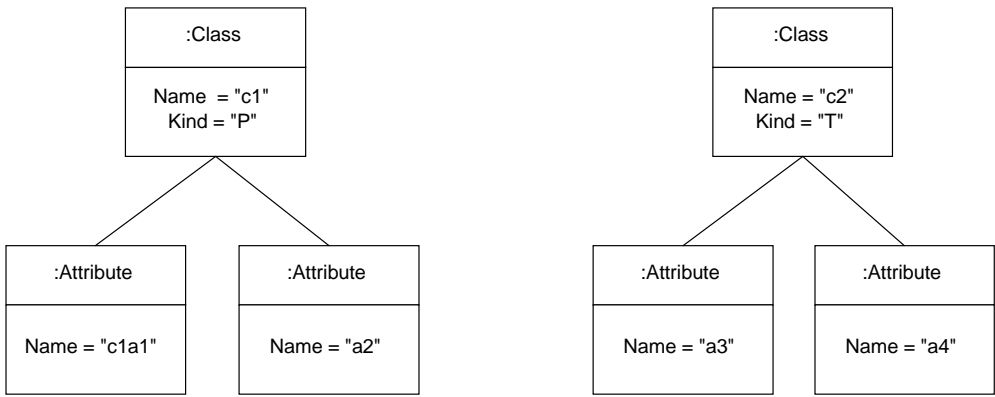 :Class
Name  = "c1"
Kind = "P"
:Class
Name = "c2"
Kind = "T"
:Attribute
Name = "c1a1"
:Attribute
Name = "a2"
:Attribute
Name = "a3"
:Attribute
Name = "a4"